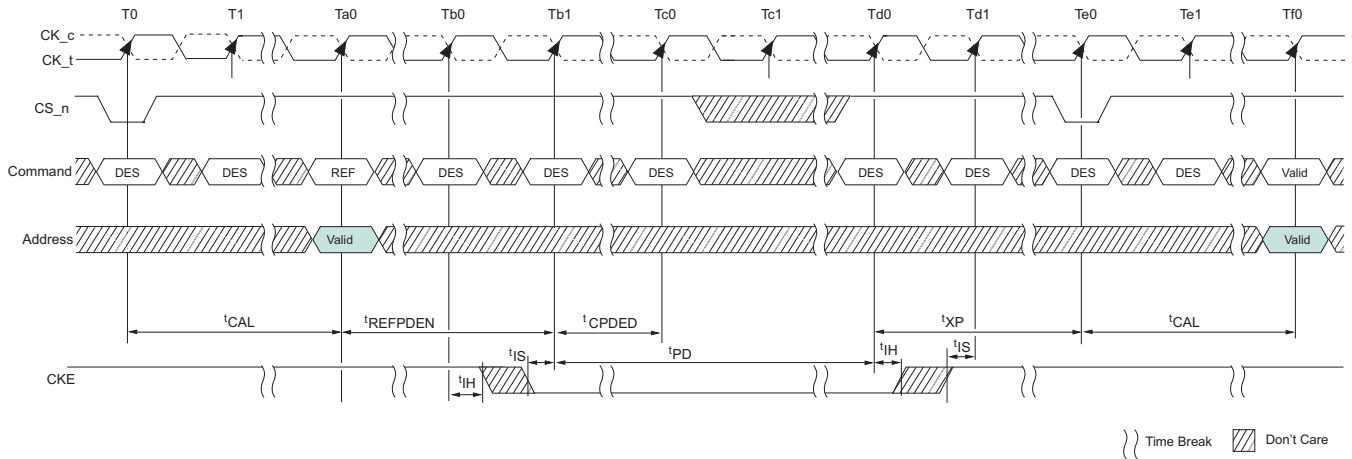 T0 T1 Ta0 Tb0 Tb1 Tc0 Tc1 Td0 Td1 Te0 Te1 Tf0
CK_c
CK_t
CS_n
Command DES DES REF DES DES DES DES DES DES DES Valid
Address Valid Valid
tCAL tREFPDEN tCPDED tXP tCAL
tIS tPD tIH tIS
CKE tIH
Time Break Don't Care